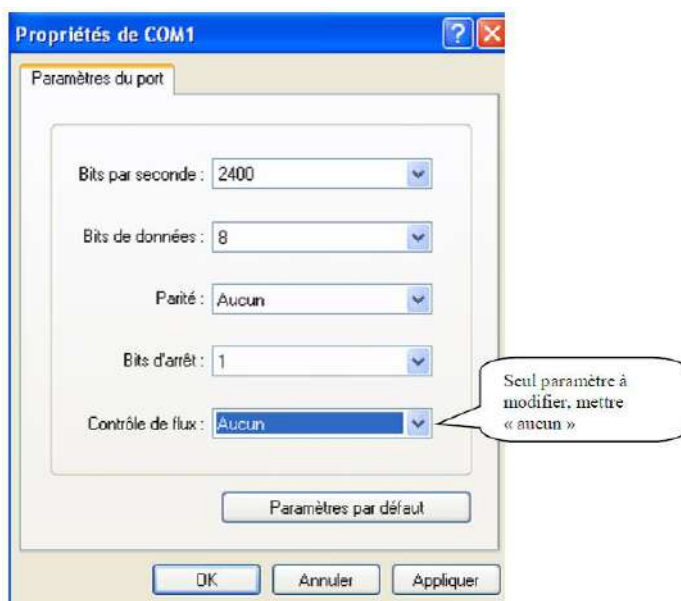 Propriétés de COM1
Paramètres du port
Bits par seconde : 2400
Bits de données : 8
Parité : Aucun
Bits d'arrêt : 1
Contrôle de flux : Aucun
Seul paramètre à
modifier, mettre
« aucun »
Paramètres par défaut
OK Annuler Appliquer